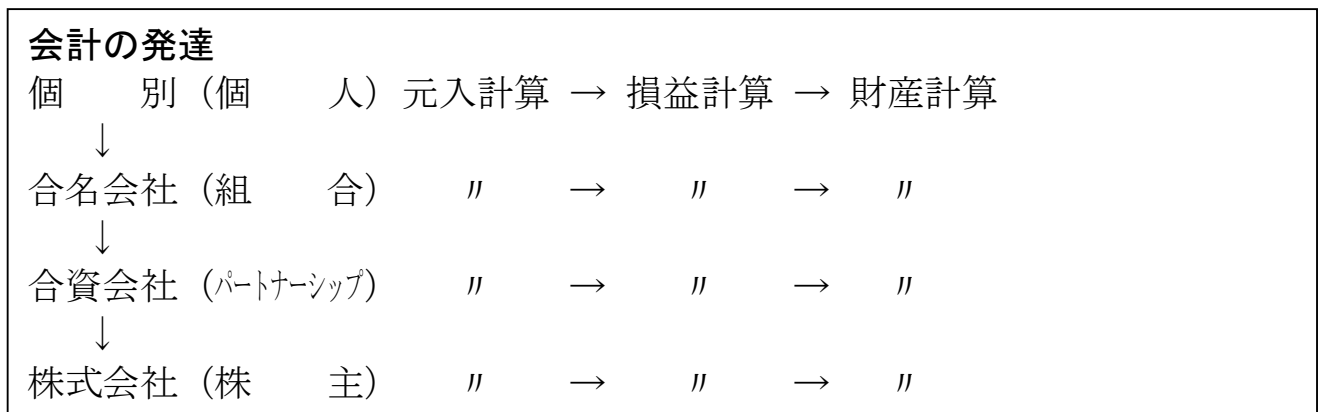 会計の発達
個　　別（個　　人）元入計算 → 損益計算 → 財産計算
↓
合名会社（組　　合）　〃　→　〃　→　〃
↓
合資会社（ﾊﾟｰﾄﾅｰｼｯﾌﾟ）　〃　→　〃　→　〃
↓
株式会社（株　　主）　〃　→　〃　→　〃